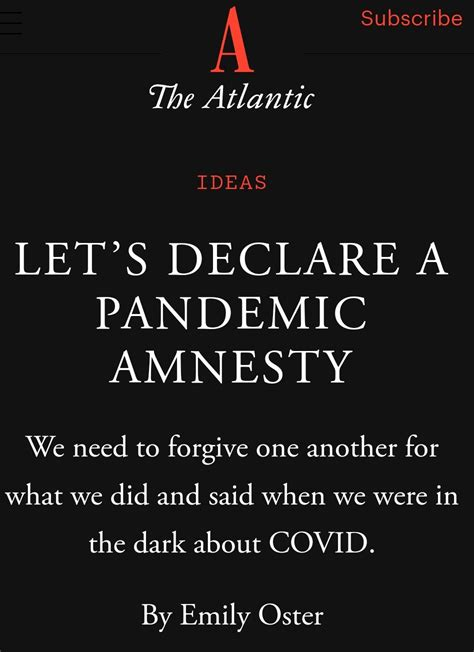 Subscribe
A
The Atlantic
IDEAS
LET'S DECLARE A
PANDEMIC
AMNESTY
We need to forgive one another for
what we did and said when we were in
the dark about COVID.
By Emily Oster